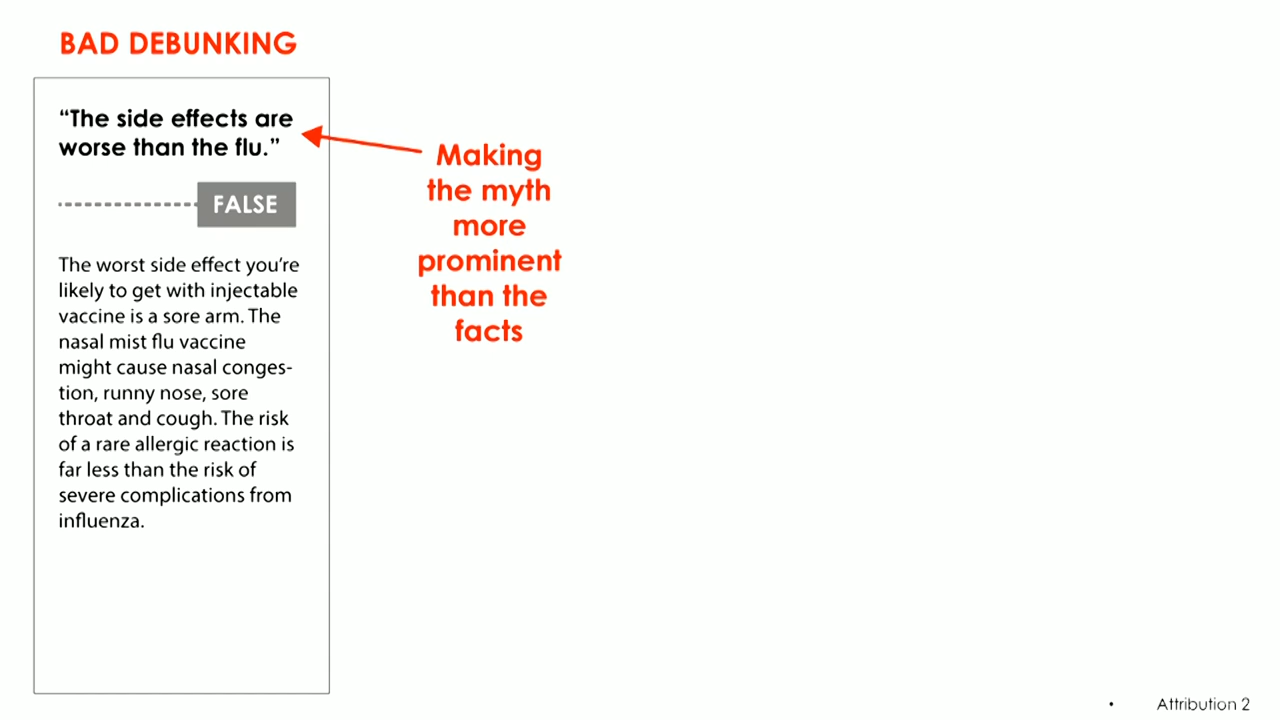 BAD DEBUNKING
“The side effects are
worse than the flu.”
FALSE
The worst side effect you’re
likely to get with injectable
vaccine is a sore arm. The
nasal mist flu vaccine
might cause nasal conges-
tion, runny nose, sore
throat and cough. The risk
of a rare allergic reaction is
far less than the risk of
severe complications from
influenza.
Making
the myth
more
prominent
than the
facts
• Attribution 2